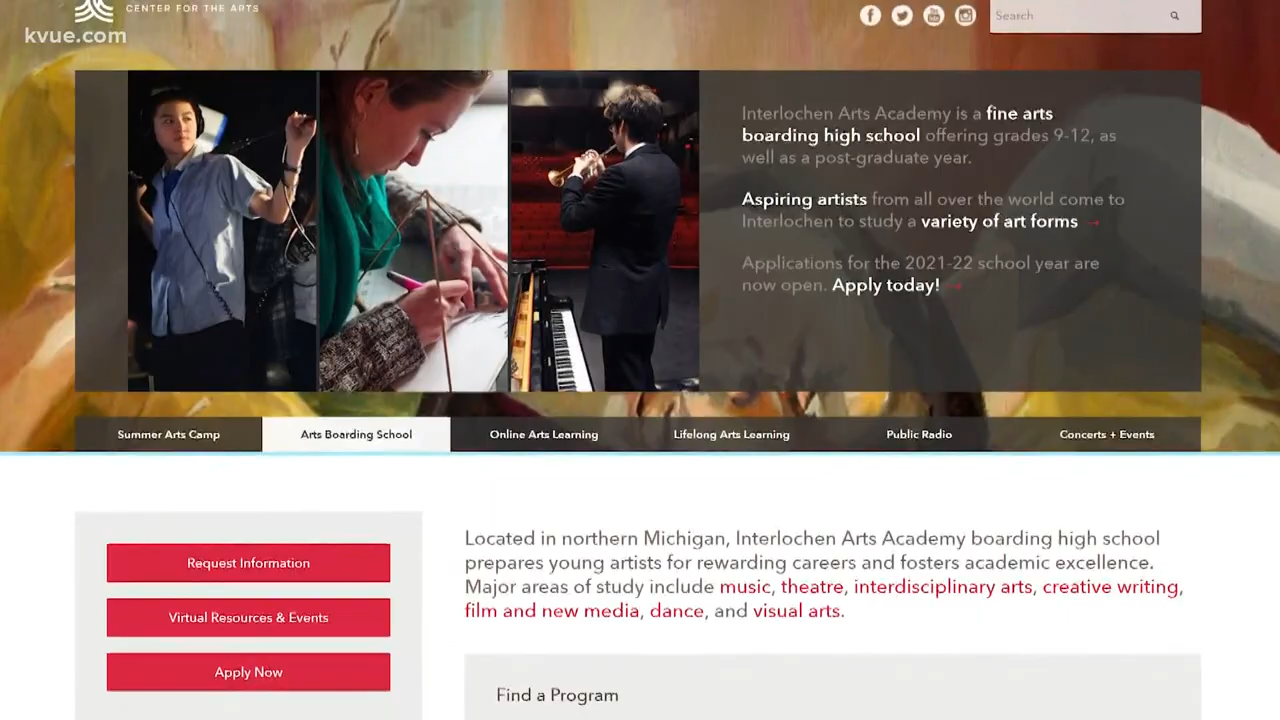 CENTER FOR THE ARTS
kvue.com
Search
Interlochen Arts Academy is a fine arts
boarding high school offering grades 9-12, as
well as a post-graduate year.
Aspiring artists from all over the world come to
Interlochen to study a variety of art forms →
Applications for the 2021-22 school year are
now open. Apply today! →
Summer Arts Camp
Arts Boarding School
Online Arts Learning
Lifelong Arts Learning
Public Radio
Concerts + Events
Request Information
Virtual Resources & Events
Apply Now
Located in northern Michigan, Interlochen Arts Academy boarding high school
prepares young artists for rewarding careers and fosters academic excellence.
Major areas of study include music, theatre, interdisciplinary arts, creative writing,
film and new media, dance, and visual arts.
Find a Program